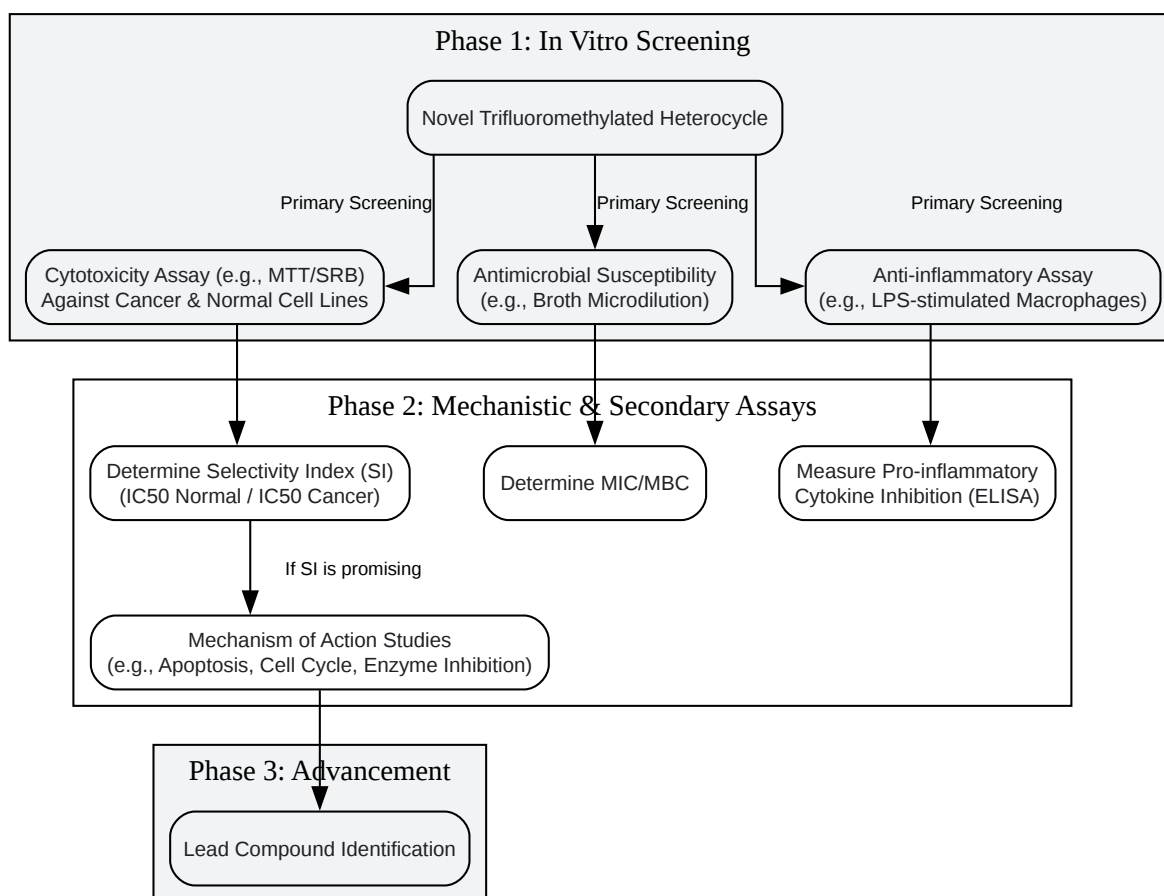 Phase 1: In Vitro Screening
Novel Trifluoromethylated Heterocycle
Primary Screening
Primary Screening
Primary Screening
Cytotoxicity Assay (e.g., MTT/SRB)
Against Cancer & Normal Cell Lines
Antimicrobial Susceptibility
(e.g., Broth Microdilution)
Anti-inflammatory Assay
(e.g., LPS-stimulated Macrophages)
Phase 2: Mechanistic & Secondary Assays
Determine Selectivity Index (SI)
(IC50 Normal / IC50 Cancer)
Determine MIC/MBC
Measure Pro-inflammatory
Cytokine Inhibition (ELISA)
If SI is promising
Mechanism of Action Studies
(e.g., Apoptosis, Cell Cycle, Enzyme Inhibition)
Phase 3: Advancement
Lead Compound Identification